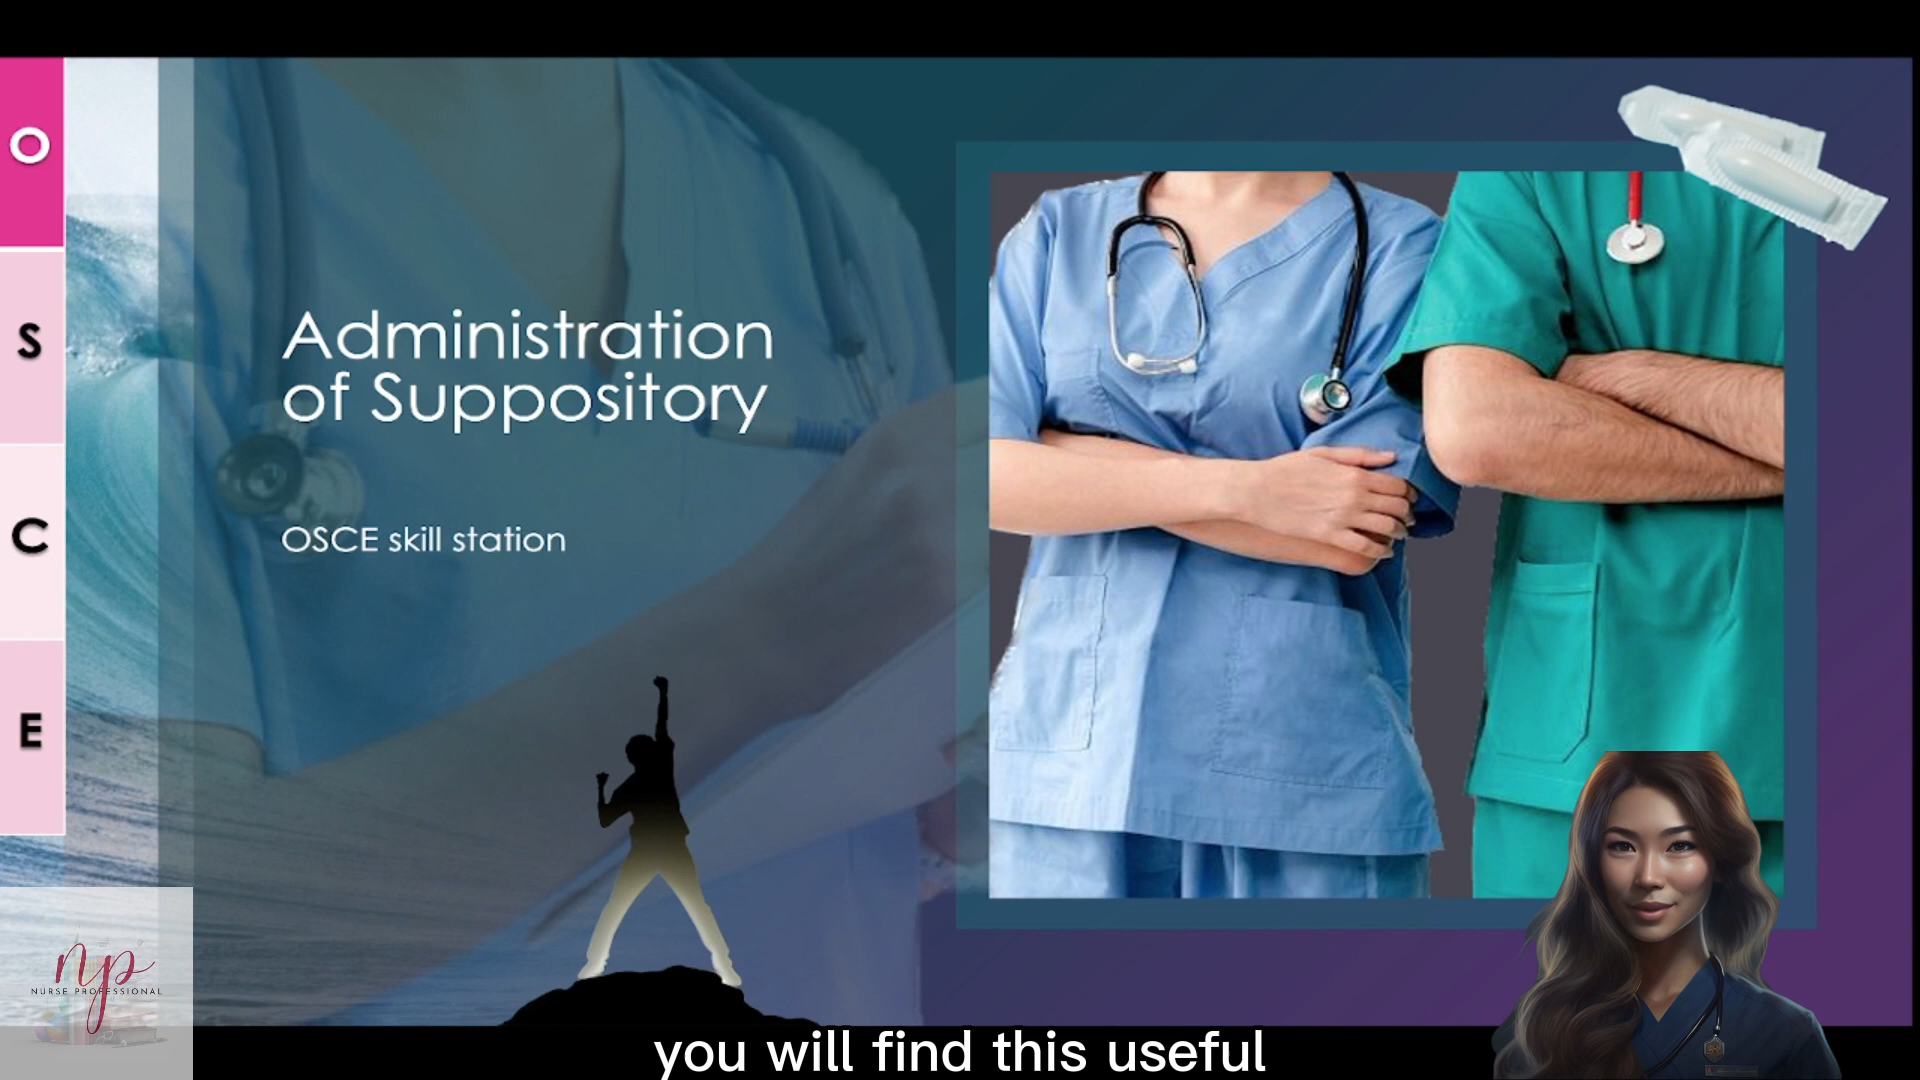 O
S
C
E
Administration
of Suppository
OSCE skill station
np
NURSE PROFESSIONAL
you will find this useful